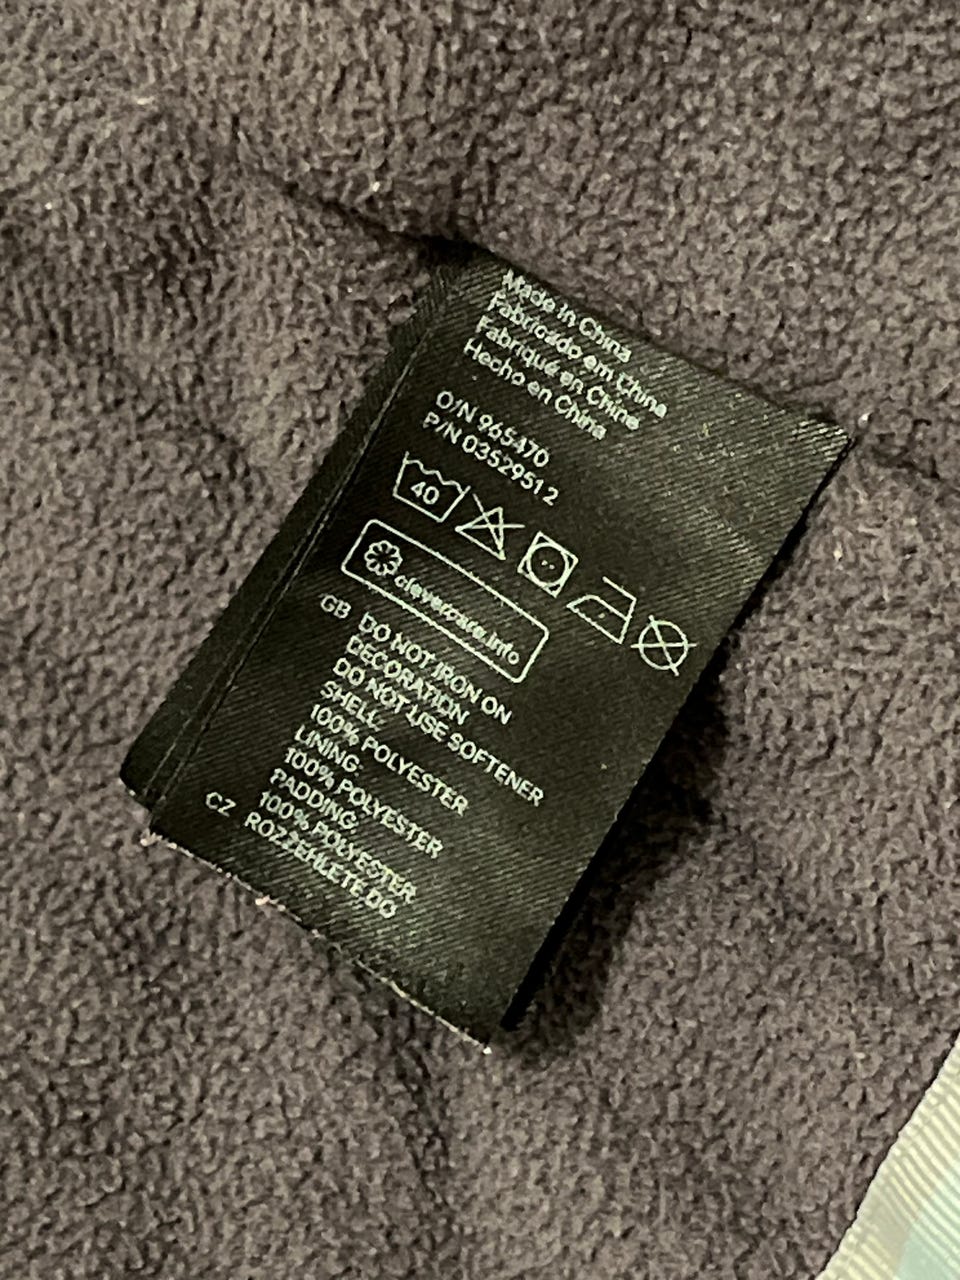 Made in China
Fabricado em China
Fabriqué en Chine
Hecho en China
O/N 965470
P/N 03529512
40
clevercare.info
GB DO NOT IRON ON
DECORATION
DO NOT USE SOFTENER
SHELL:
100% POLYESTER
LINING:
100% POLYESTER
PADDING:
100% POLYESTER
CZ ROZŽEHLETE DO